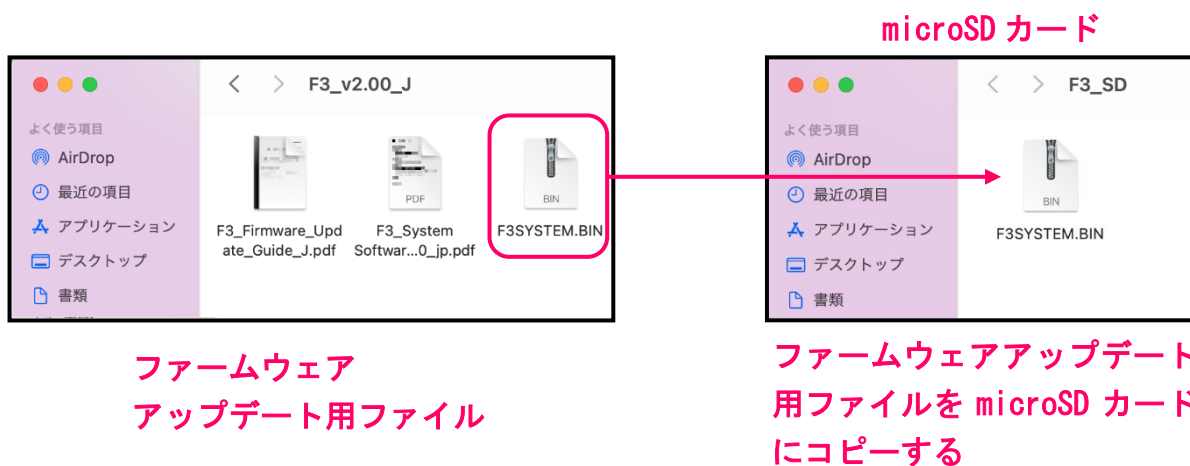 microSD カード
F3_v2.00_J
よく使う項目
AirDrop
最近の項目
アプリケーション
デスクトップ
書類
PDF
BIN
F3_Firmware_Upd
ate_Guide_J.pdf
F3_System
Softwar...0_jp.pdf
F3SYSTEM.BIN
F3_SD
よく使う項目
AirDrop
最近の項目
アプリケーション
デスクトップ
書類
BIN
F3SYSTEM.BIN
ファームウェア
アップデート用ファイル
ファームウェアアップデート
用ファイルを microSD カード
にコピーする